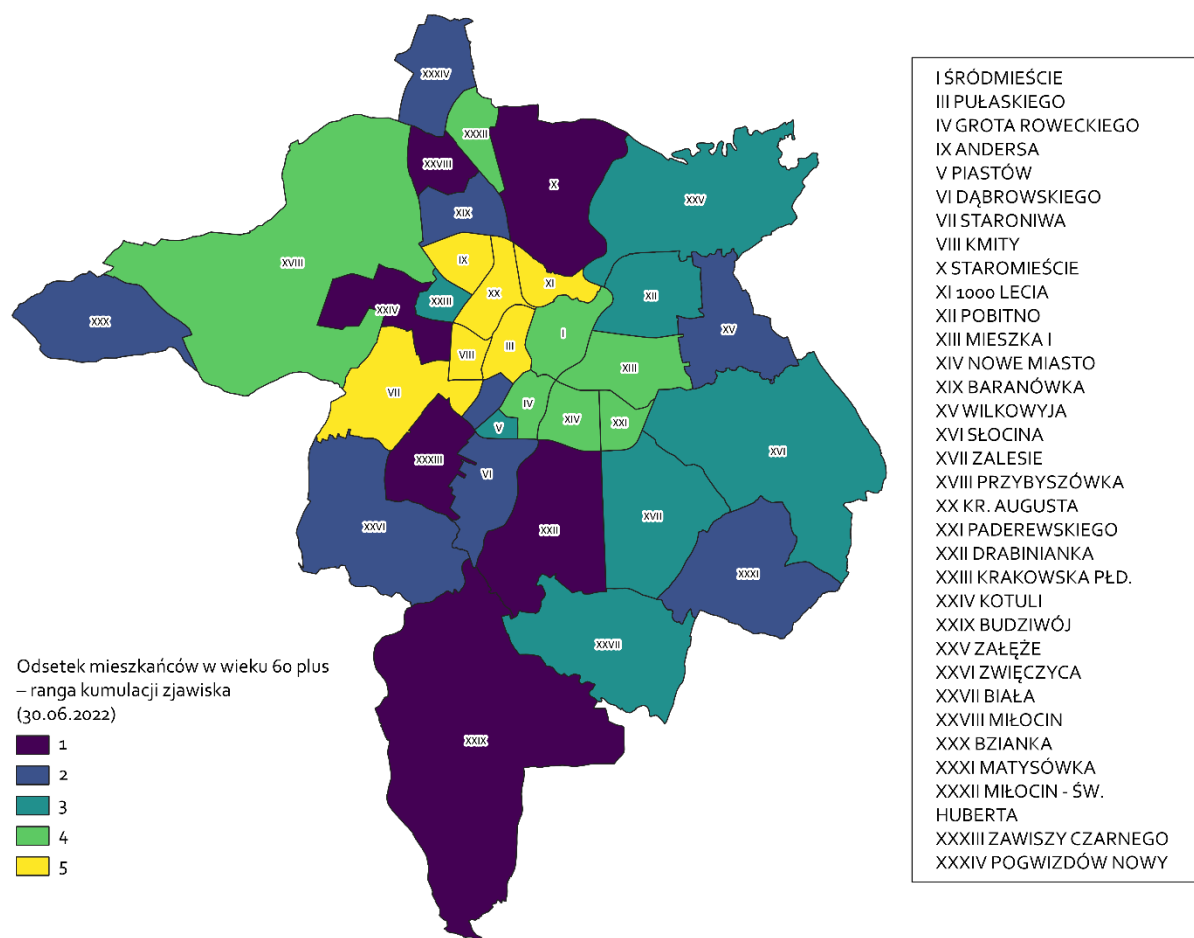 XXXIV
XXXII
XXVIII
X
XXV
XIX
IX
XVIII
XX
XI
XII
XXIII
XXIV
XXX
XV
I
III
VIII
XIII
VII
IV
XIV
XXI
V
XVI
XXXIII
VI
XVII
XXVI
XXII
XXXI
XXVII
XXIX
Odsetek mieszkańców w wieku 60 plus
– ranga kumulacji zjawiska
(30.06.2022)
1
2
3
4
5
I ŚRÓDMIEŚCIE
III PUŁASKIEGO
IV GROTA ROWECKIEGO
IX ANDERSA
V PIASTÓW
VI DĄBROWSKIEGO
VII STARONIWA
VIII KMITY
X STAROMIEŚCIE
XI 1000 LECIA
XII POBITNO
XIII MIESZKA I
XIV NOWE MIASTO
XIX BARANÓWKA
XV WILKOWYJA
XVI SŁOCINA
XVII ZALESIE
XVIII PRZYBYSZÓWKA
XX KR. AUGUSTA
XXI PADEREWSKIEGO
XXII DRABINIANKA
XXIII KRAKOWSKA PŁD.
XXIV KOTULI
XXIX BUDZIWÓJ
XXV ZAŁĘŻE
XXVI ZWIĘCZYCA
XXVII BIAŁA
XXVIII MIŁOCIN
XXX BZIANKA
XXXI MATYSÓWKA
XXXII MIŁOCIN - ŚW.
HUBERTA
XXXIII ZAWISZY CZARNEGO
XXXIV POGWIZDÓW NOWY